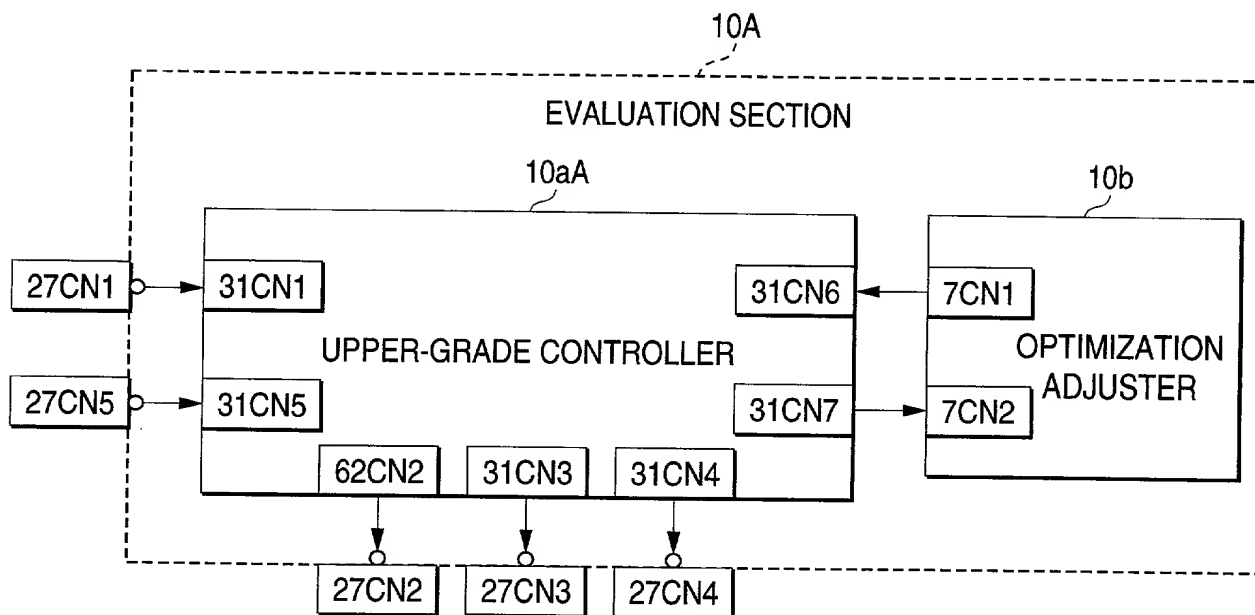 10A
EVALUATION SECTION
10aA
10b
27CN1
31CN1
31CN6
7CN1
UPPER-GRADE CONTROLLER
OPTIMIZATION
ADJUSTER
27CN5
31CN5
31CN7
7CN2
62CN2
31CN3
31CN4
27CN2
27CN3
27CN4